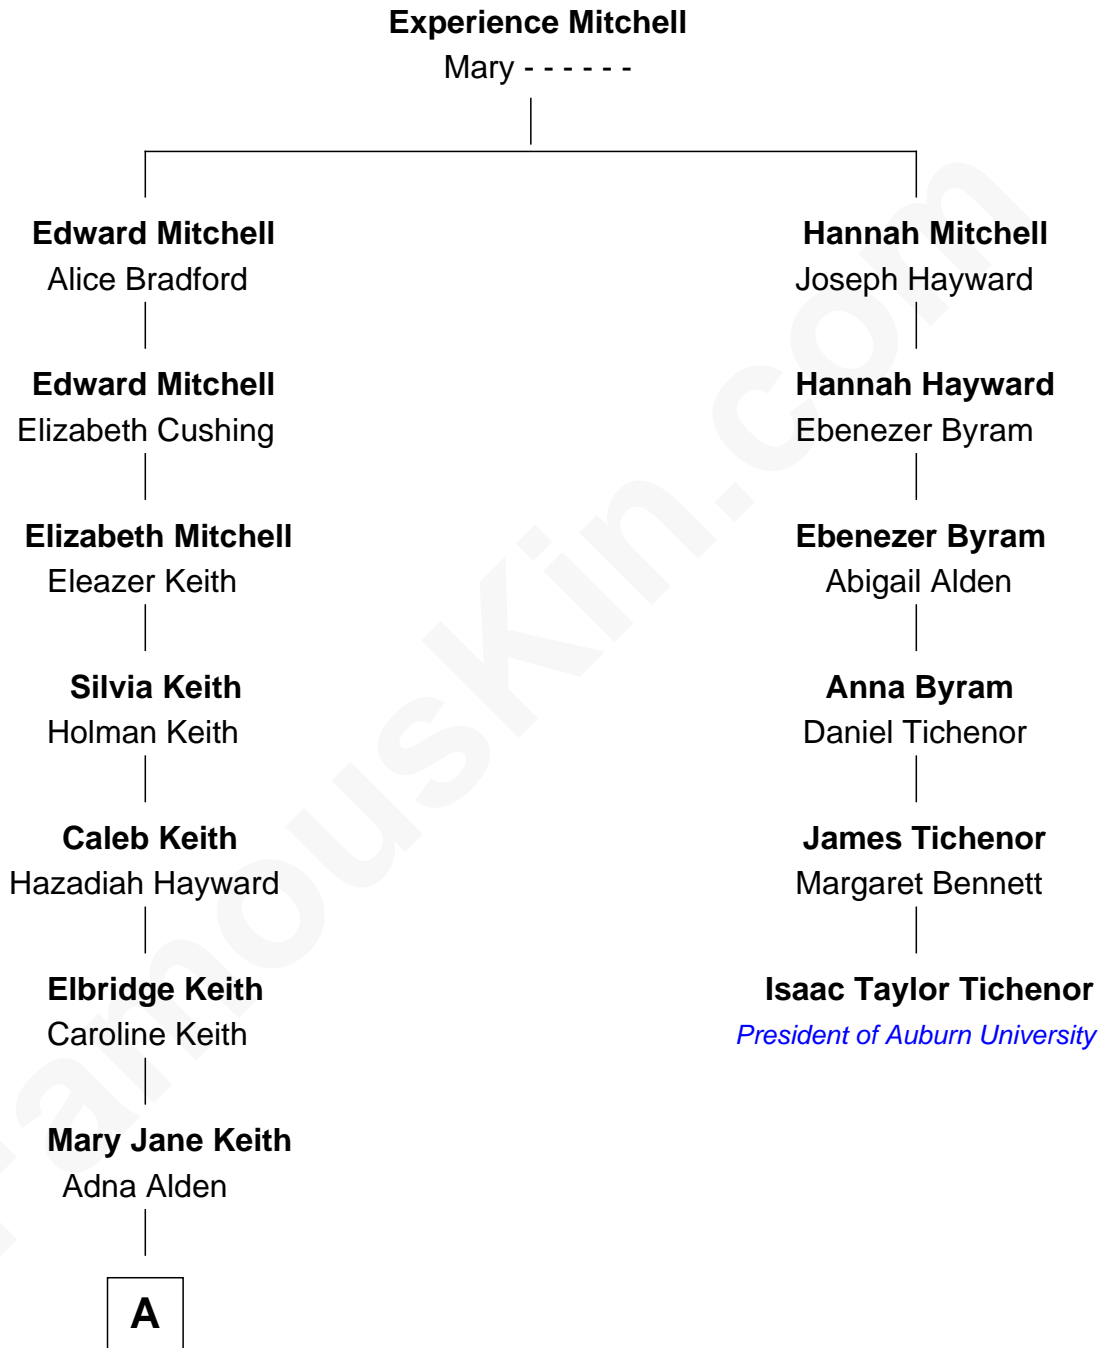 Experience Mitchell
Mary - - - - - -
Edward Mitchell
Alice Bradford
Hannah Mitchell
Joseph Hayward
Edward Mitchell
Elizabeth Cushing
Hannah Hayward
Ebenezer Byram
Elizabeth Mitchell
Eleazer Keith
Ebenezer Byram
Abigail Alden
Silvia Keith
Holman Keith
Anna Byram
Daniel Tichenor
Caleb Keith
Hazadiah Hayward
James Tichenor
Margaret Bennett
Elbridge Keith
Caroline Keith
Isaac Taylor Tichenor
President of Auburn University
Mary Jane Keith
Adna Alden
A
FamousKin.com